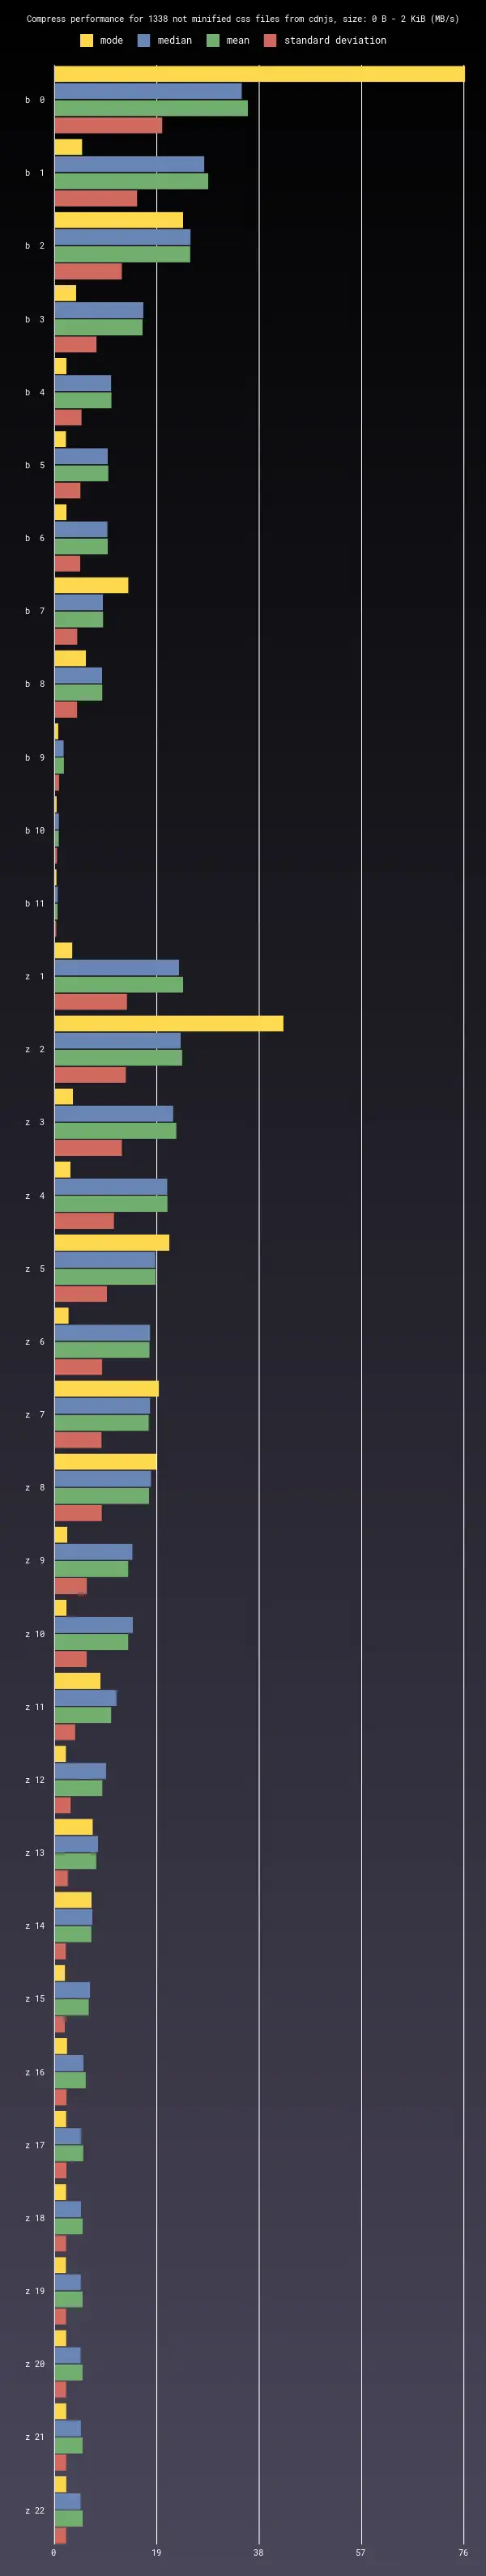 Compress performance for 1338 not minified css files from cdnjs, size: 0 B - 2 KiB (MB/s)
mode median mean standard deviation
b 0
b 1
b 2
b 3
b 4
b 5
b 6
b 7
b 8
b 9
b 10
b 11
z 1
z 2
z 3
z 4
z 5
z 6
z 7
z 8
z 9
z 10
z 11
z 12
z 13
z 14
z 15
z 16
z 17
z 18
z 19
z 20
z 21
z 22
0 19 38 57 76